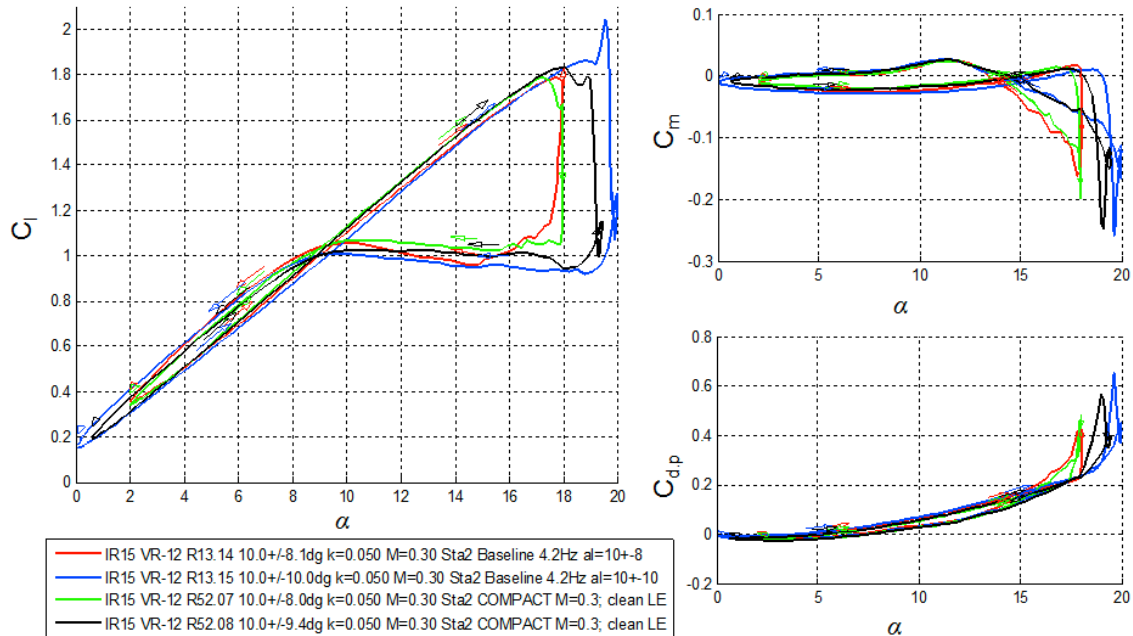 2
1.8
1.6
1.4
1.2
1
0.8
0.6
0.4
0.2
0
C_l
0 2 4 6 8 10 12 14 16 18 20
α
0.1
0
-0.1
-0.2
-0.3
C_m
0 5 10 15 20
α
0.8
0.6
0.4
0.2
0
-0.2
C_d.p
0 5 10 15 20
α
IR15 VR-12 R13.14 10.0+/-8.1dg k=0.050 M=0.30 Sta2 Baseline 4.2Hz al=10+-8
IR15 VR-12 R13.15 10.0+/-10.0dg k=0.050 M=0.30 Sta2 Baseline 4.2Hz al=10+-10
IR15 VR-12 R52.07 10.0+/-8.0dg k=0.050 M=0.30 Sta2 COMPACT M=0.3; clean LE
IR15 VR-12 R52.08 10.0+/-9.4dg k=0.050 M=0.30 Sta2 COMPACT M=0.3; clean LE